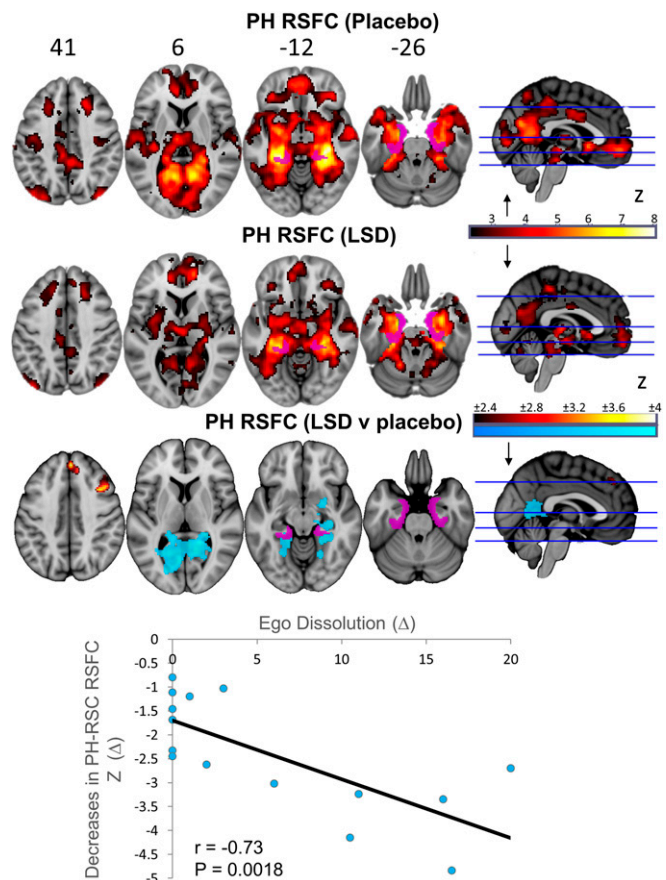 PH RSFC (Placebo)
41 6 -12 -26
Z
3 4 5 6 7 8
PH RSFC (LSD)
Z
±2.4 ±2.8 ±3.2 ±3.6 ±4
PH RSFC (LSD v placebo)
Ego Dissolution (Δ)
0 5 10 15 20
0
-0.5
-1
-1.5
-2
-2.5
-3
-3.5
-4
-4.5
-5
Decreases in PH-RSC RSFC
Z (Δ)
r = -0.73
P = 0.0018